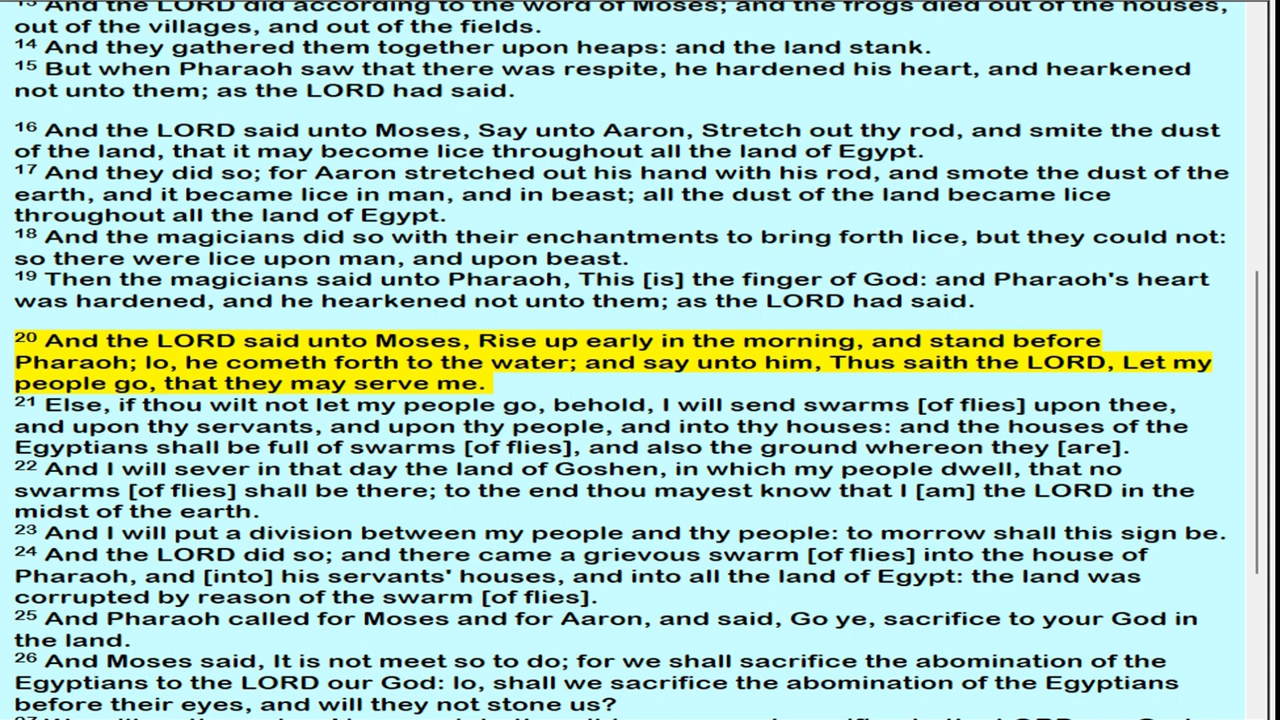 13 And the LORD did according to the word of Moses; and the frogs died out of the houses,
out of the villages, and out of the fields.
14 And they gathered them together upon heaps: and the land stank.
15 But when Pharaoh saw that there was respite, he hardened his heart, and hearkened
not unto them; as the LORD had said.
16 And the LORD said unto Moses, Say unto Aaron, Stretch out thy rod, and smite the dust
of the land, that it may become lice throughout all the land of Egypt.
17 And they did so; for Aaron stretched out his hand with his rod, and smote the dust of the
earth, and it became lice in man, and in beast; all the dust of the land became lice
throughout all the land of Egypt.
18 And the magicians did so with their enchantments to bring forth lice, but they could not:
so there were lice upon man, and upon beast.
19 Then the magicians said unto Pharaoh, This [is] the finger of God: and Pharaoh's heart
was hardened, and he hearkened not unto them; as the LORD had said.
20 And the LORD said unto Moses, Rise up early in the morning, and stand before
Pharaoh; lo, he cometh forth to the water; and say unto him, Thus saith the LORD, Let my
people go, that they may serve me.
21 Else, if thou wilt not let my people go, behold, I will send swarms [of flies] upon thee,
and upon thy servants, and upon thy people, and into thy houses: and the houses of the
Egyptians shall be full of swarms [of flies], and also the ground whereon they [are].
22 And I will sever in that day the land of Goshen, in which my people dwell, that no
swarms [of flies] shall be there; to the end thou mayest know that I [am] the LORD in the
midst of the earth.
23 And I will put a division between my people and thy people: to morrow shall this sign be.
24 And the LORD did so; and there came a grievous swarm [of flies] into the house of
Pharaoh, and [into] his servants' houses, and into all the land of Egypt: the land was
corrupted by reason of the swarm [of flies].
25 And Pharaoh called for Moses and for Aaron, and said, Go ye, sacrifice to your God in
the land.
26 And Moses said, It is not meet so to do; for we shall sacrifice the abomination of the
Egyptians to the LORD our God: lo, shall we sacrifice the abomination of the Egyptians
before their eyes, and will they not stone us?